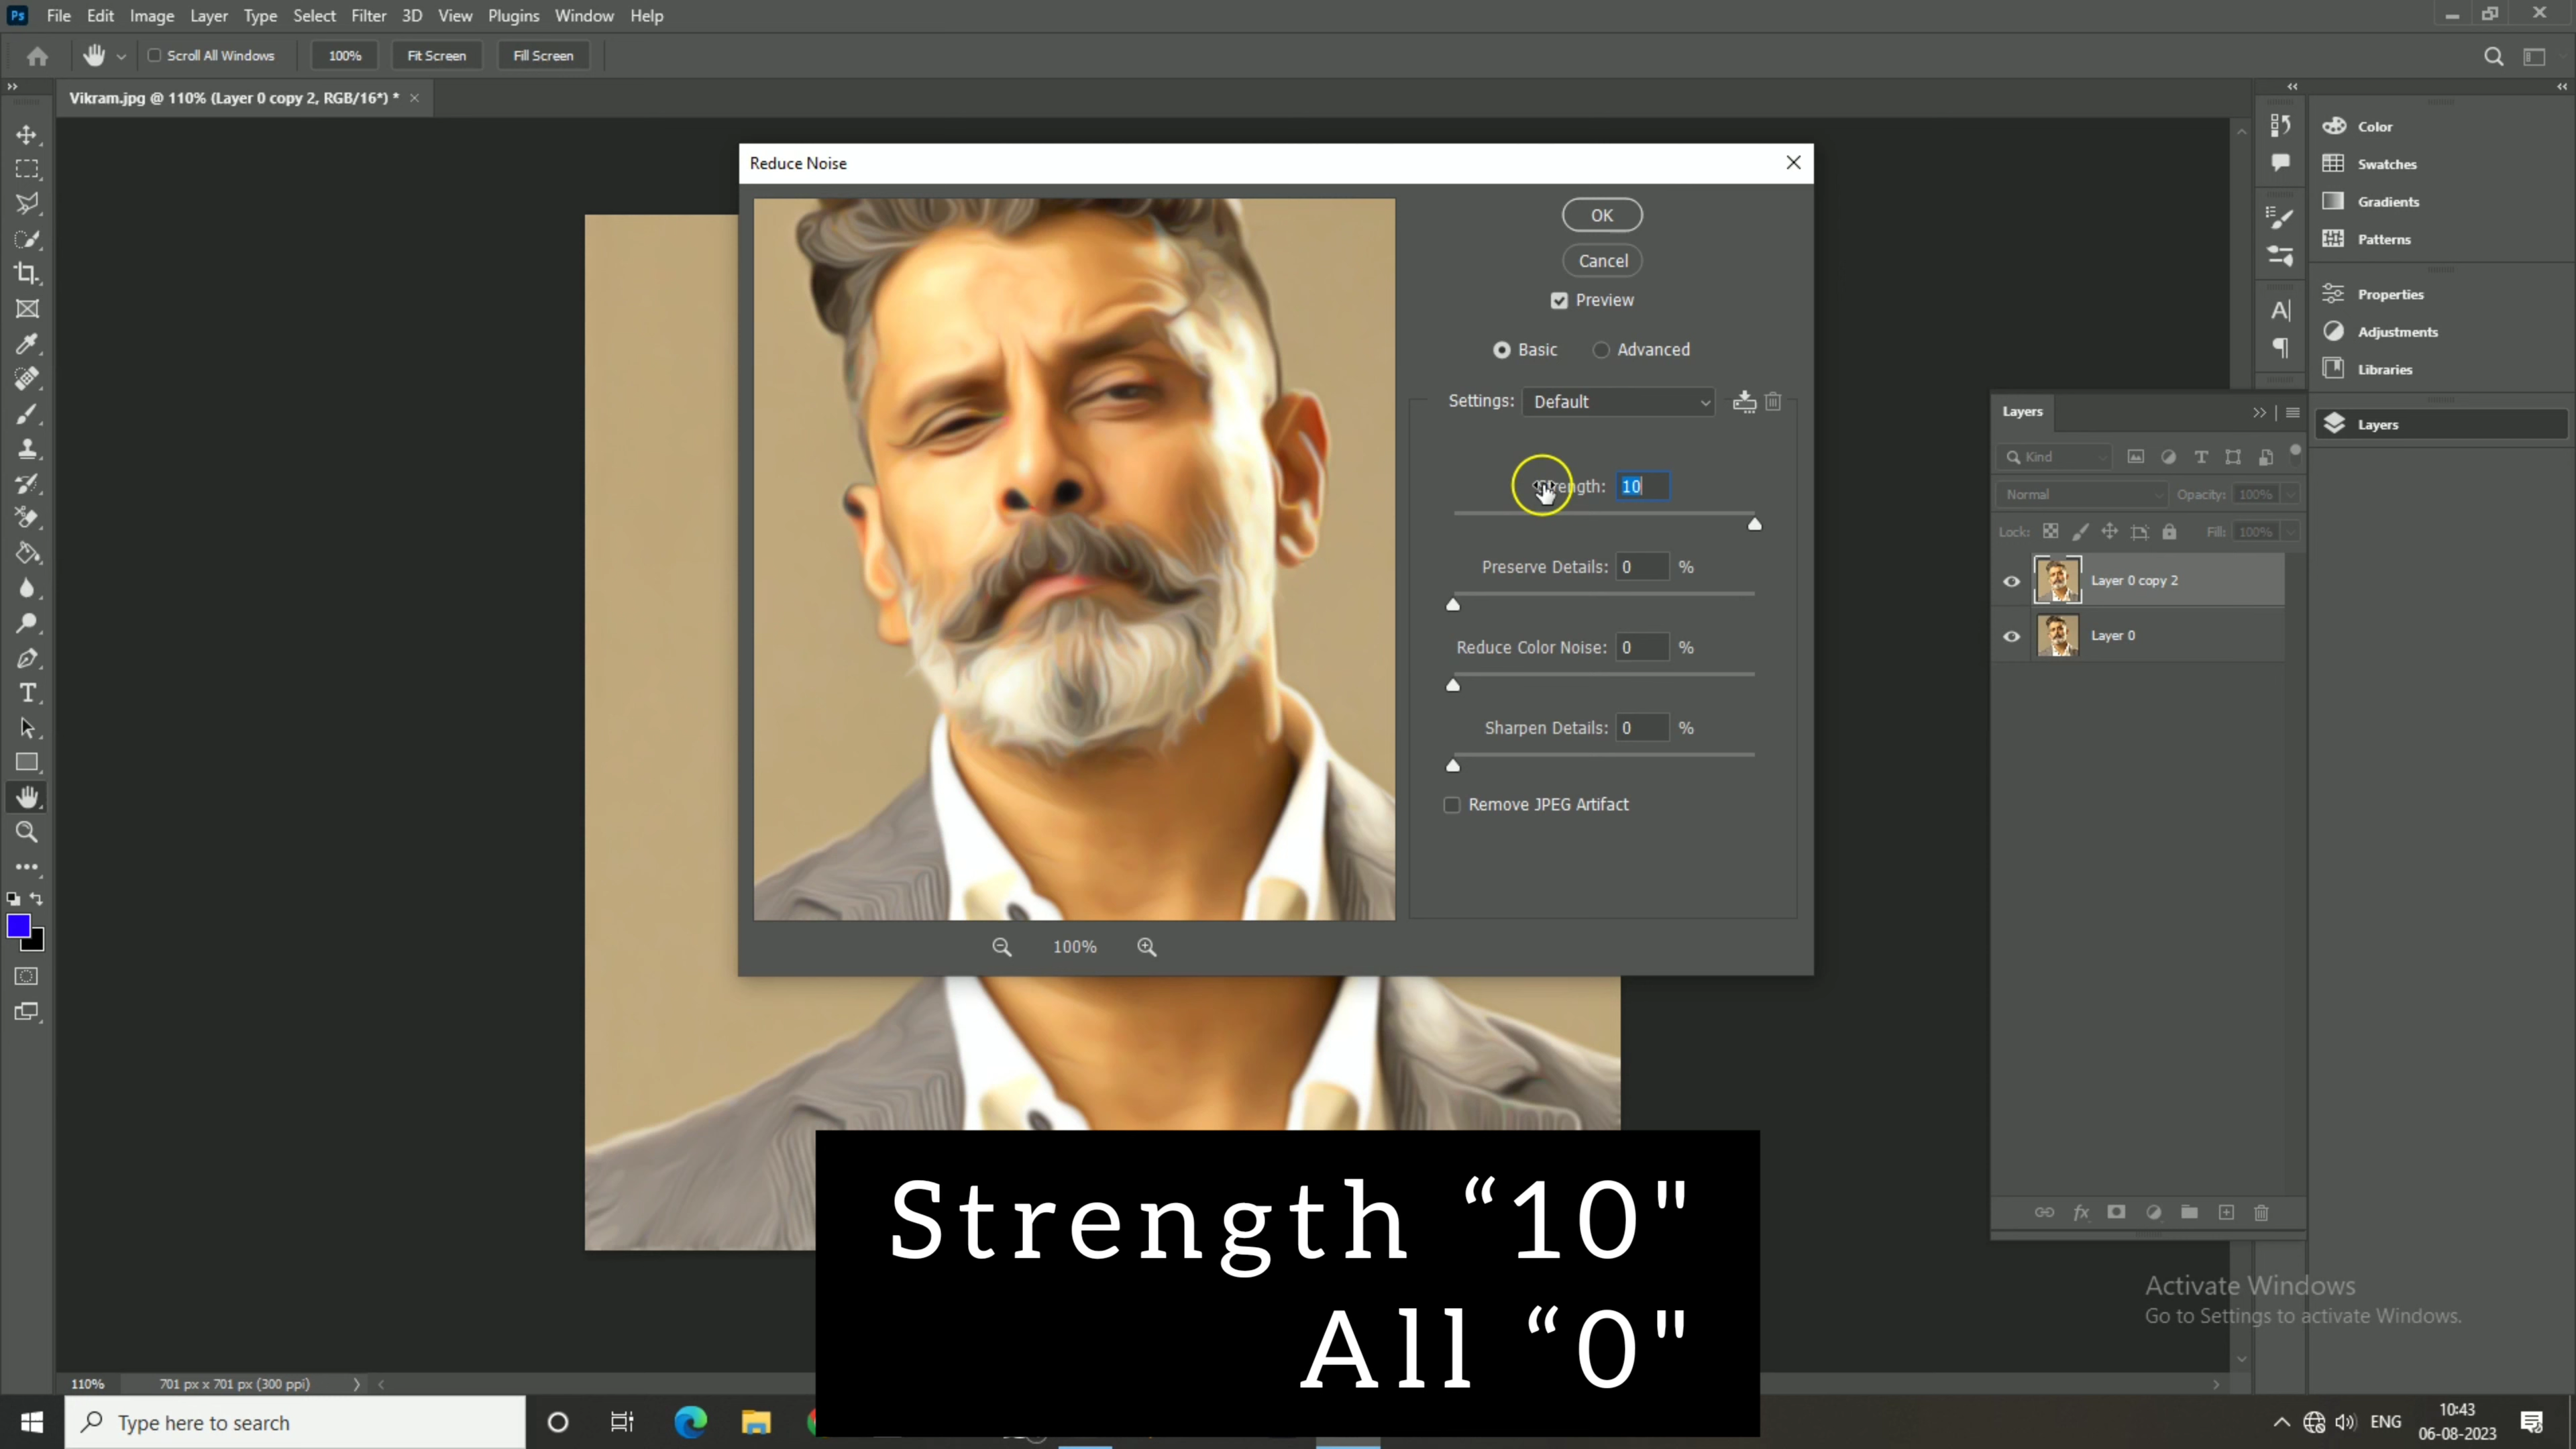 Ps File Edit Image Layer Type Select Filter 3D View Plugins Window Help
Scroll All Windows 100% Fit Screen Fill Screen
Vikram.jpg @ 110% (Layer 0 copy 2, RGB/16*) *
Reduce Noise
OK
Cancel
Preview
Basic Advanced
Settings: Default
Strength: 10
Preserve Details: 0 %
Reduce Color Noise: 0 %
Sharpen Details: 0 %
Remove JPEG Artifact
100%
Color
Swatches
Gradients
Patterns
Properties
Adjustments
Libraries
Layers
Layers
Kind
Normal Opacity: 100%
Lock: Fill: 100%
Layer 0 copy 2
Layer 0
fx
Strength “10"
All “0"
Activate Windows
Go to Settings to activate Windows.
110% 701 px x 701 px (300 ppi)
Type here to search
ENG
10:43
06-08-2023